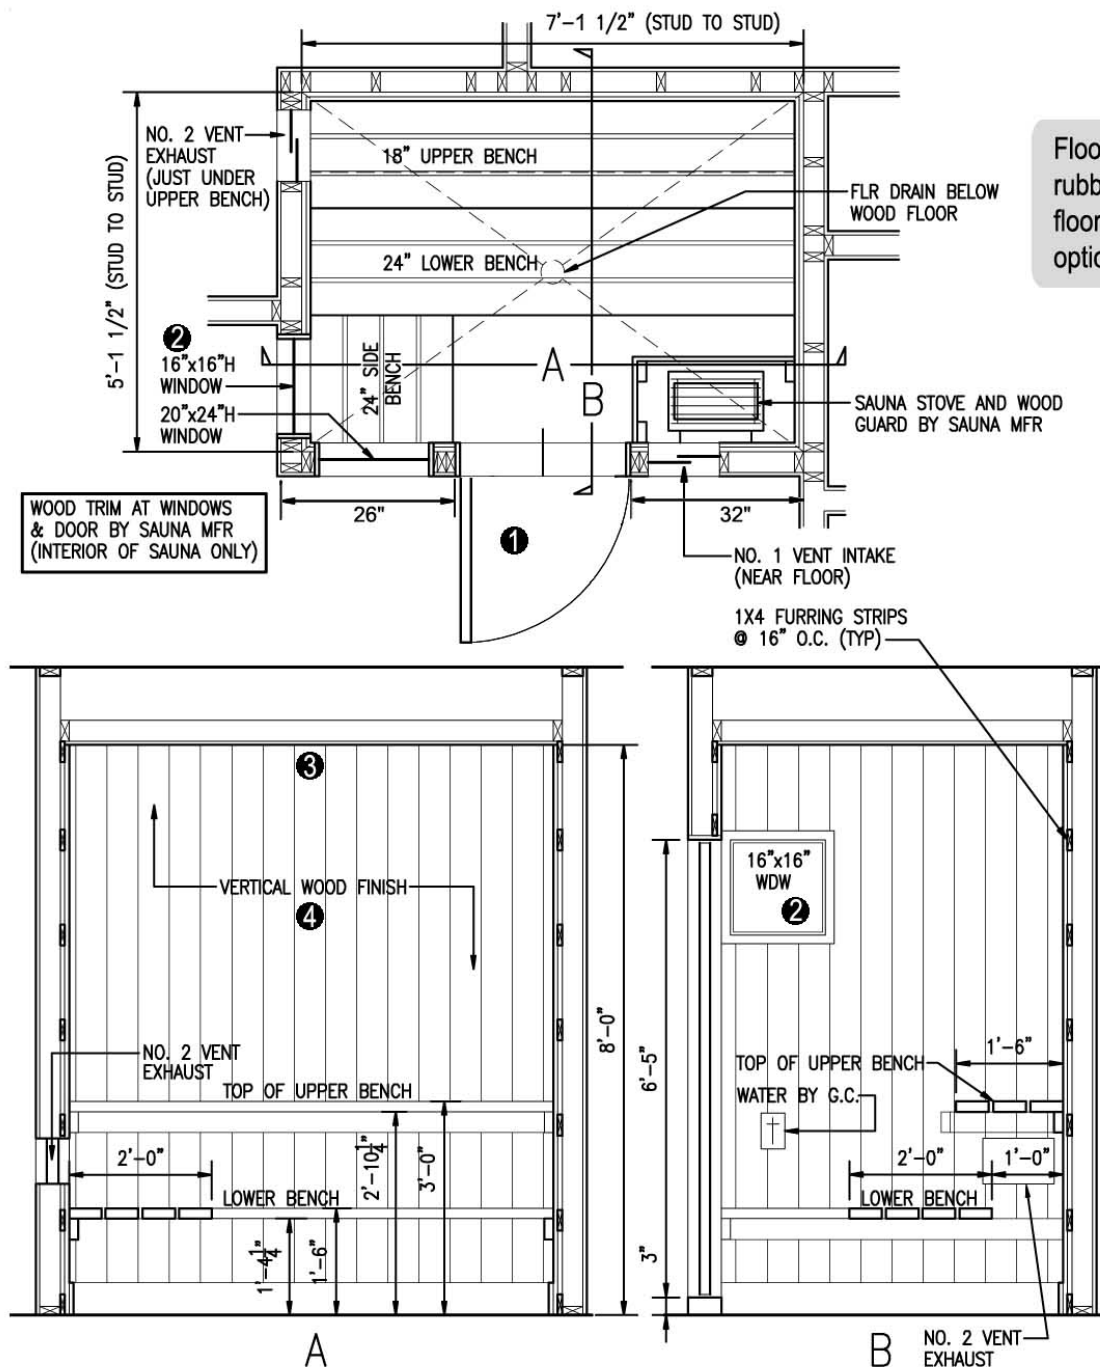 7'-1 1/2" (STUD TO STUD)
5'-1 1/2" (STUD TO STUD)
NO. 2 VENT
EXHAUST
(JUST UNDER
UPPER BENCH)
18" UPPER BENCH
FLR DRAIN BELOW
WOOD FLOOR
24" LOWER BENCH
2
16"x16"H
WINDOW
20"x24"H
WINDOW
24" SIDE
BENCH
A
B
SAUNA STOVE AND WOOD
GUARD BY SAUNA MFR
WOOD TRIM AT WINDOWS
& DOOR BY SAUNA MFR
(INTERIOR OF SAUNA ONLY)
26"
32"
1
NO. 1 VENT INTAKE
(NEAR FLOOR)
1X4 FURRING STRIPS
@ 16" O.C. (TYP)
3
VERTICAL WOOD FINISH
4
NO. 2 VENT
EXHAUST
TOP OF UPPER BENCH
2'-0"
LOWER BENCH
1'-4 1/4"
1'-6"
2'-10 1/4"
3'-0"
8'-0"
A
6'-5"
3"
16"x16"
WDW
2
TOP OF UPPER BENCH
1'-6"
WATER BY G.C.
2'-0"
1'-0"
LOWER BENCH
B
NO. 2 VENT
EXHAUST